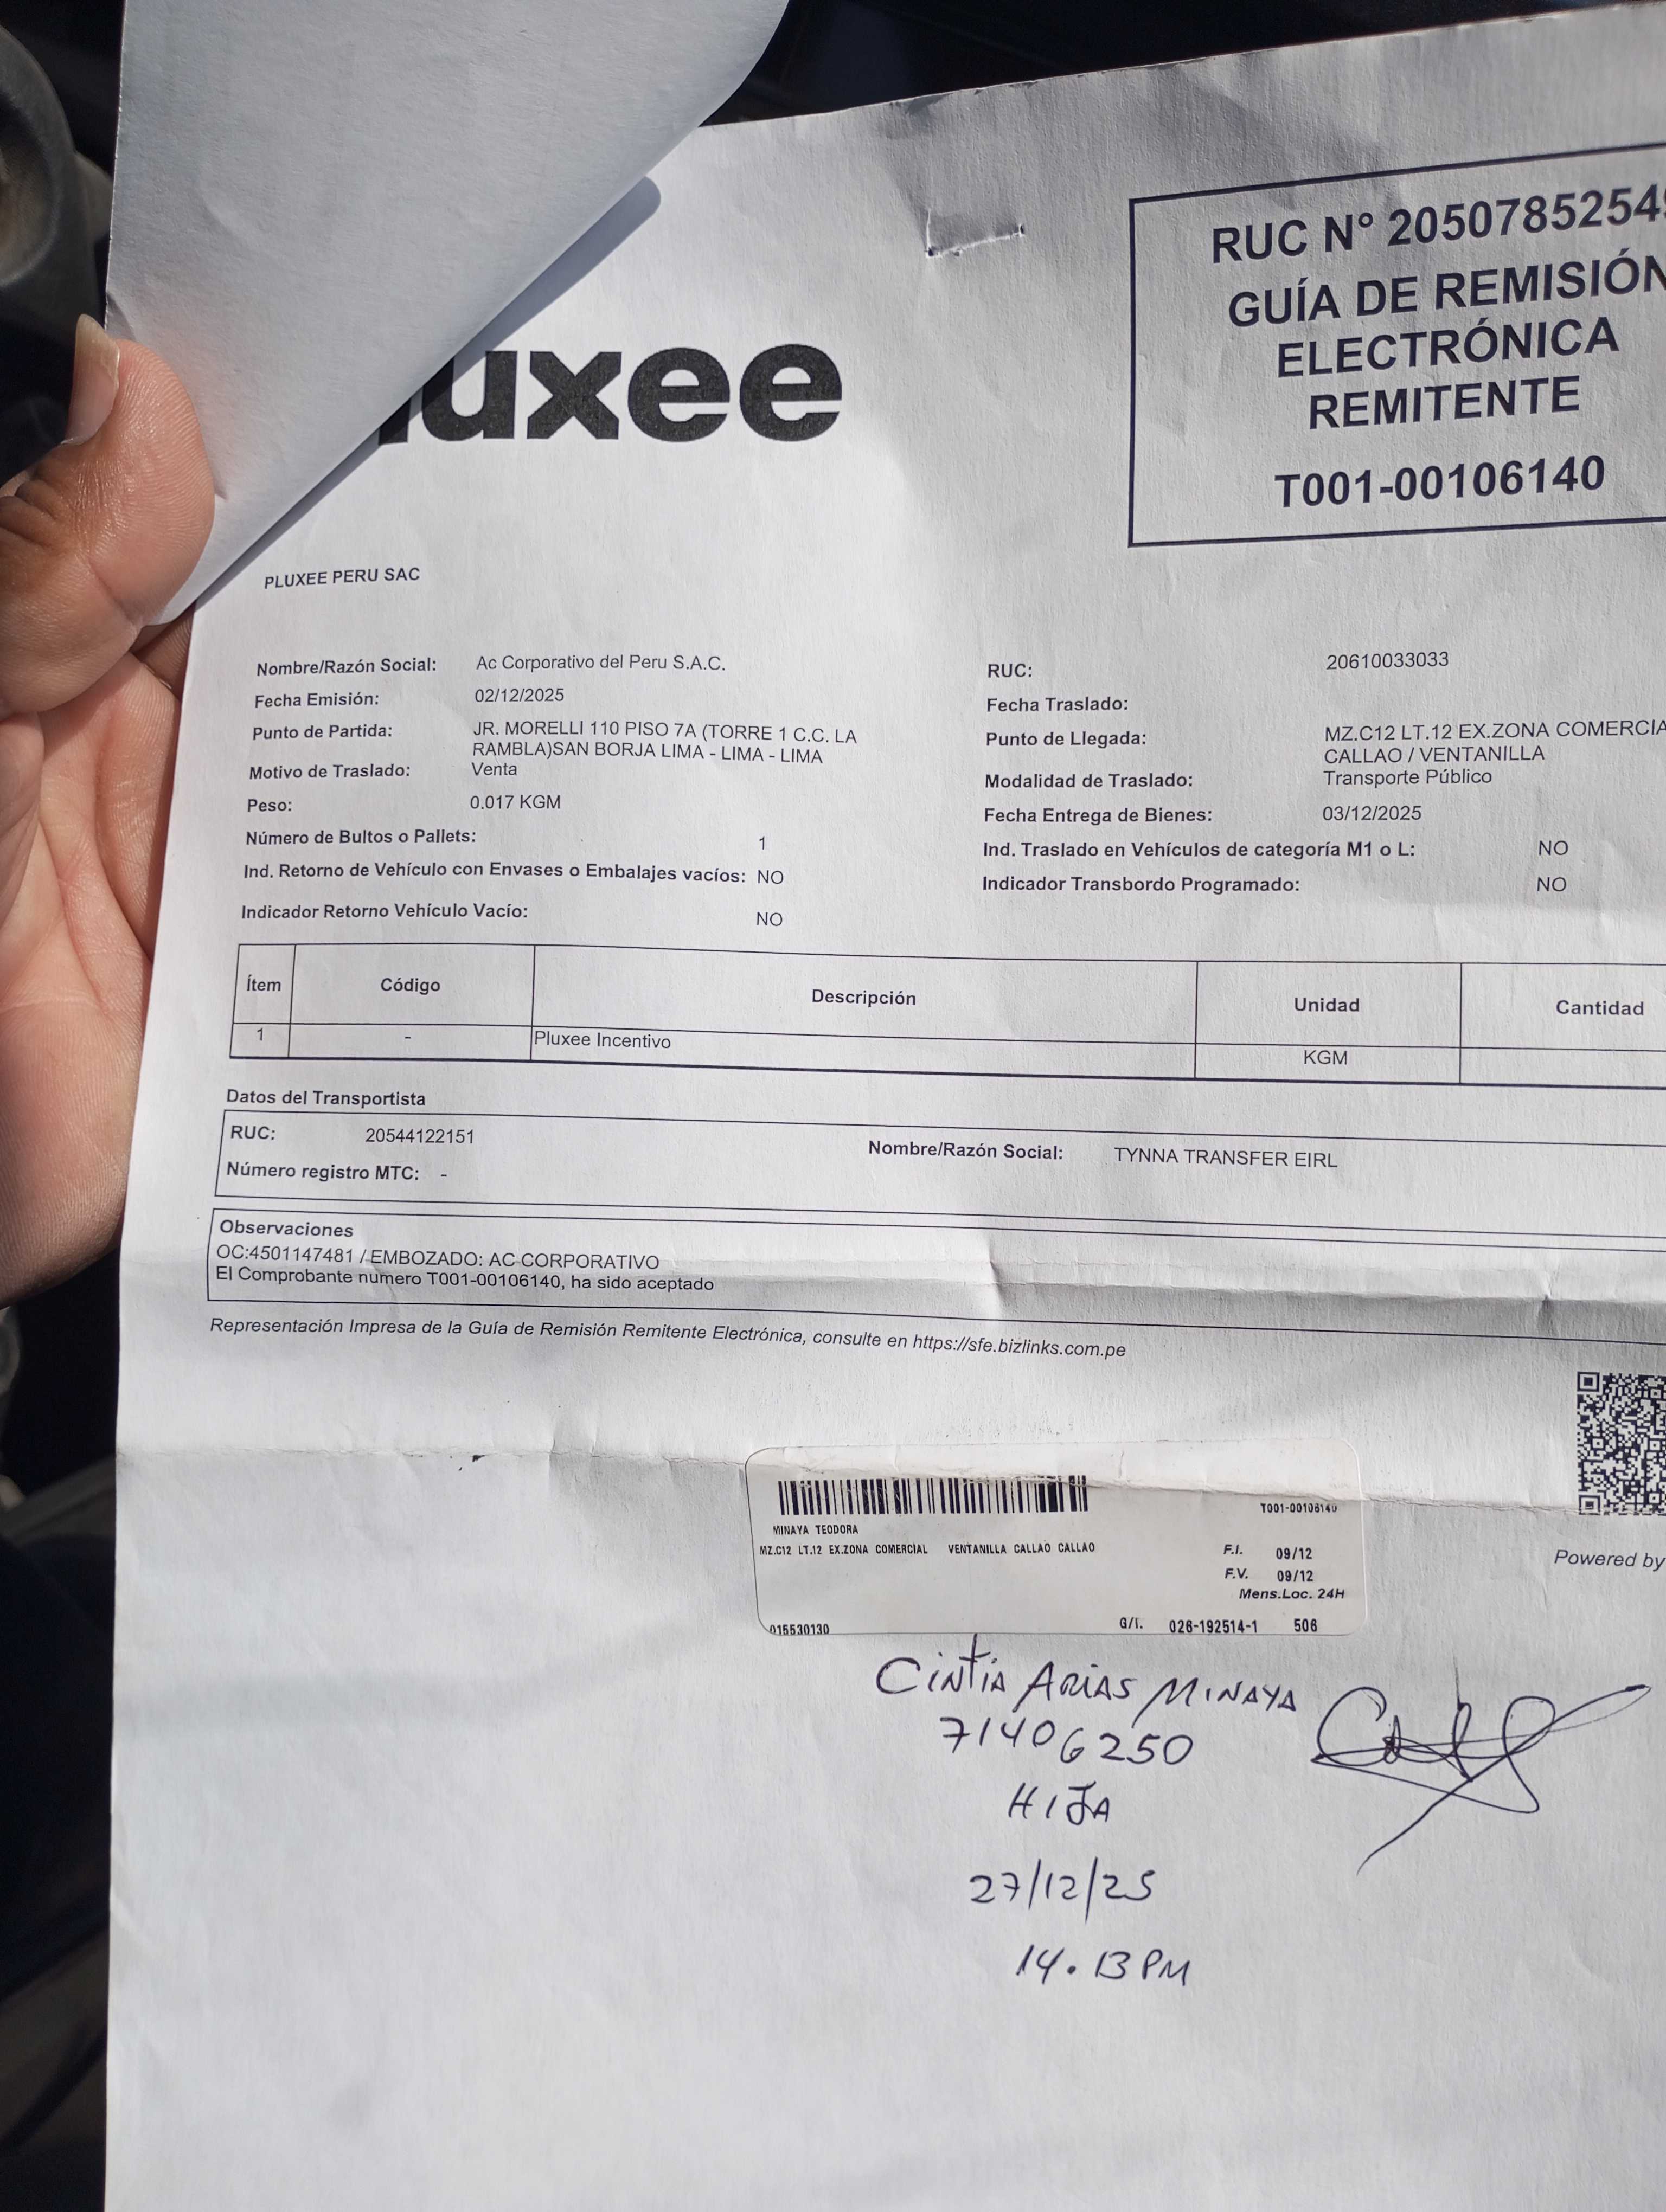 uxee
RUC N° 2050785254
GUÍA DE REMISIÓN
ELECTRÓNICA
REMITENTE
T001-00106140
PLUXEE PERU SAC
Nombre/Razón Social: Ac Corporativo del Peru S.A.C.
Fecha Emisión: 02/12/2025
Punto de Partida: JR. MORELLI 110 PISO 7A (TORRE 1 C.C. LA
RAMBLA)SAN BORJA LIMA - LIMA - LIMA
Motivo de Traslado: Venta
Peso: 0.017 KGM
Número de Bultos o Pallets: 1
Ind. Retorno de Vehículo con Envases o Embalajes vacíos: NO
Indicador Retorno Vehículo Vacío: NO
RUC: 20610033033
Fecha Traslado:
Punto de Llegada: MZ.C12 LT.12 EX.ZONA COMERCIA
CALLAO / VENTANILLA
Modalidad de Traslado: Transporte Público
Fecha Entrega de Bienes: 03/12/2025
Ind. Traslado en Vehículos de categoría M1 o L: NO
Indicador Transbordo Programado: NO
Ítem Código Descripción Unidad Cantidad
1 - Pluxee Incentivo KGM
Datos del Transportista
RUC: 20544122151 Nombre/Razón Social: TYNNA TRANSFER EIRL
Número registro MTC: -
Observaciones
OC:4501147481 / EMBOZADO: AC CORPORATIVO
El Comprobante numero T001-00106140, ha sido aceptado
Representación Impresa de la Guía de Remisión Remitente Electrónica, consulte en https://sfe.bizlinks.com.pe
T001-00106140
MINAYA TEODORA
MZ.C12 LT.12 EX.ZONA COMERCIAL VENTANILLA CALLAO CALLAO
F.I. 09/12
F.V. 09/12
Mens.Loc. 24H
015530130 G/I. 026-192514-1 506
Powered by
CINTIA ARIAS MINAYA
71406250
HIJA
27/12/25
14.13 PM